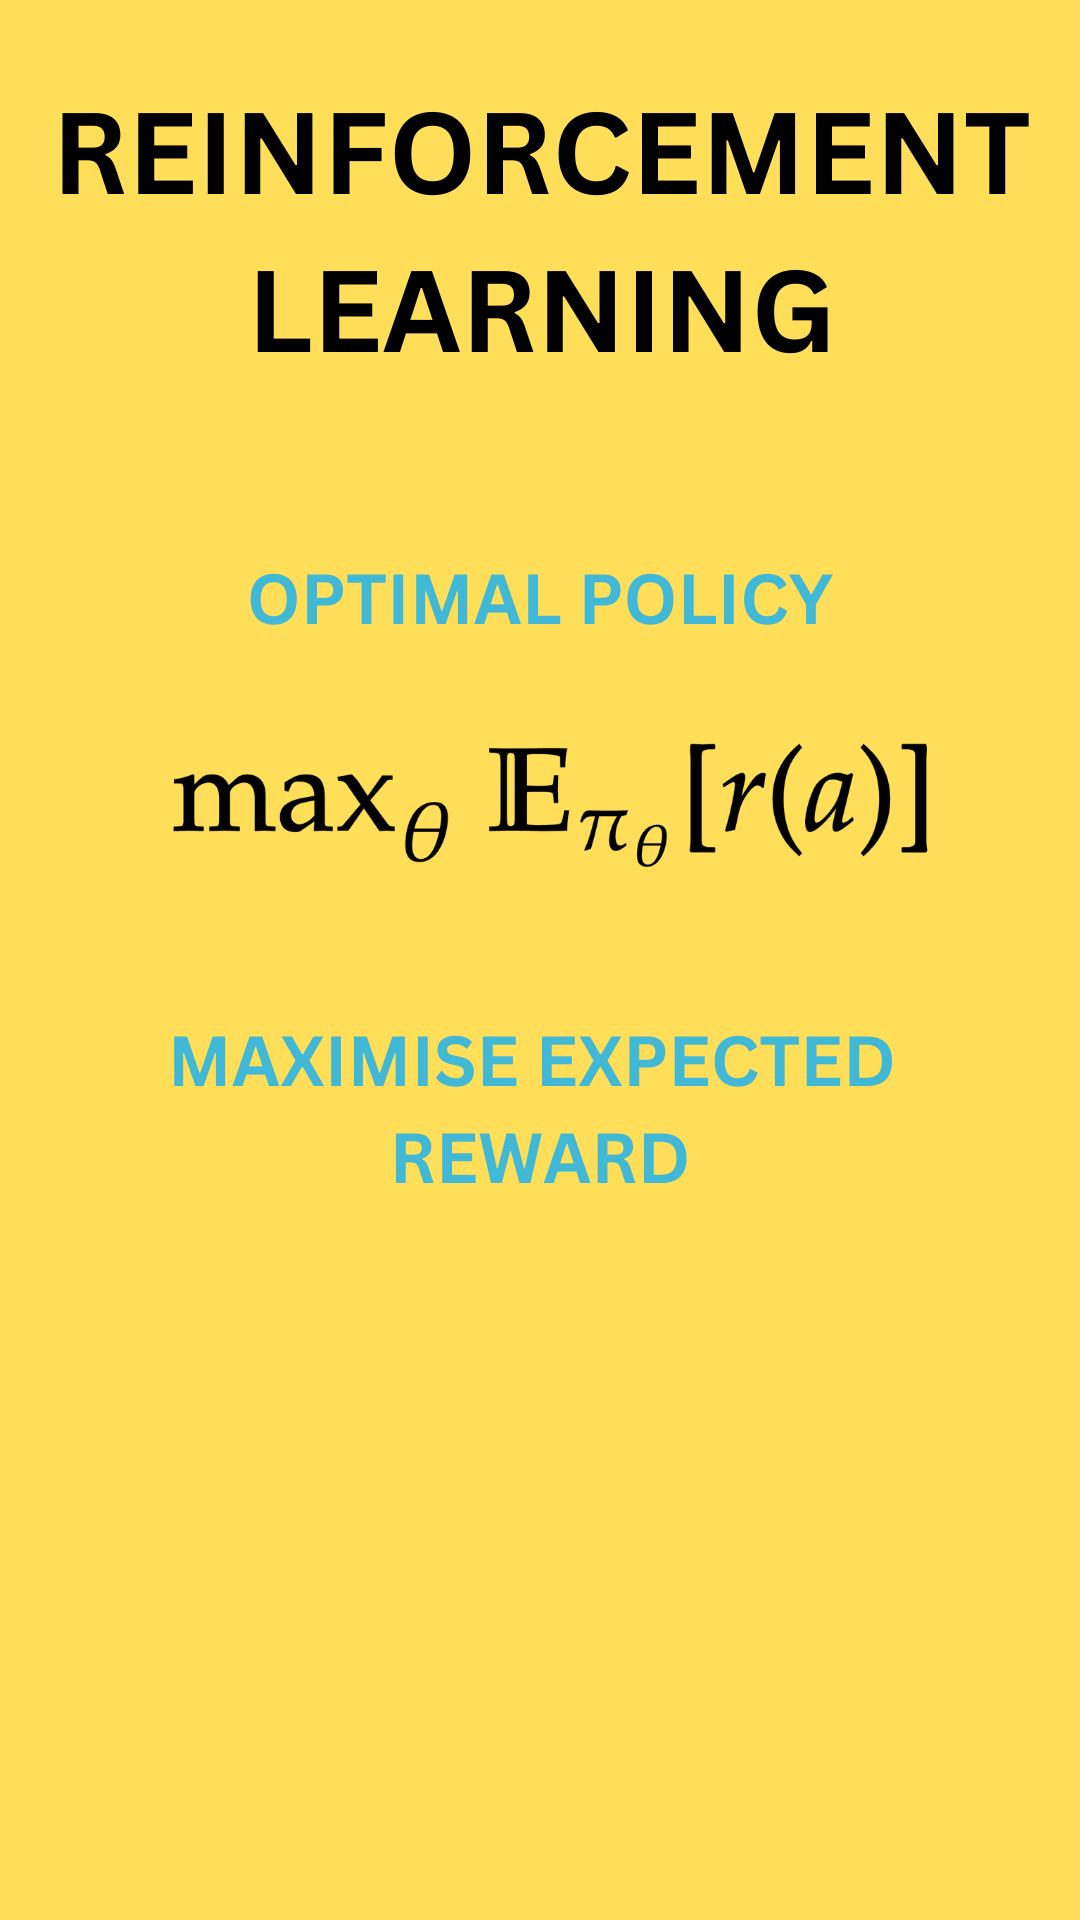 REINFORCEMENT
LEARNING
OPTIMAL POLICY
max_θ 𝔼_{π_θ}[r(a)]
MAXIMISE EXPECTED
REWARD